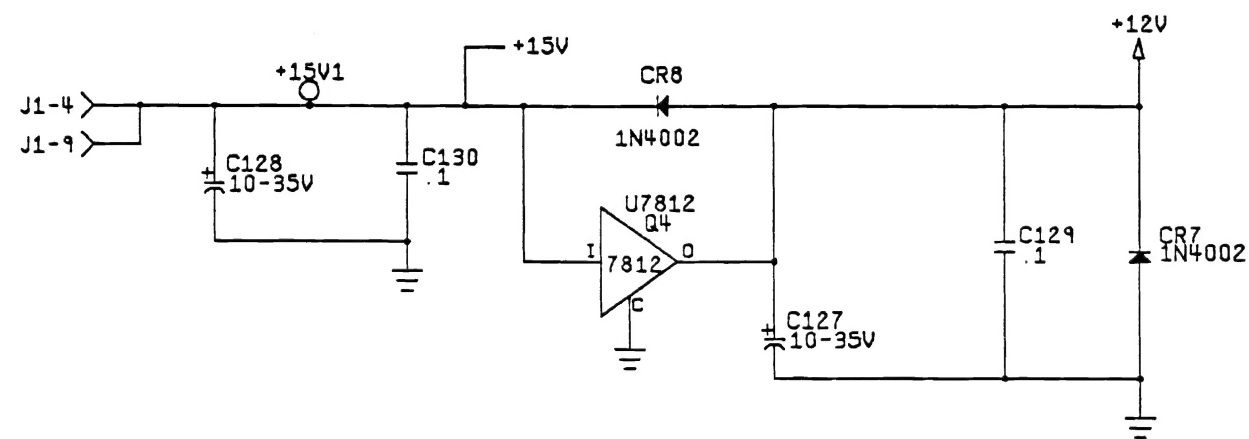 +12V
+15V
+15V1
CR8
J1-4
1N4002
J1-9
C128
10-35V
C130
.1
U7812
Q4
I
7812
O
C
C129
.1
CR7
1N4002
+
C127
10-35V
+